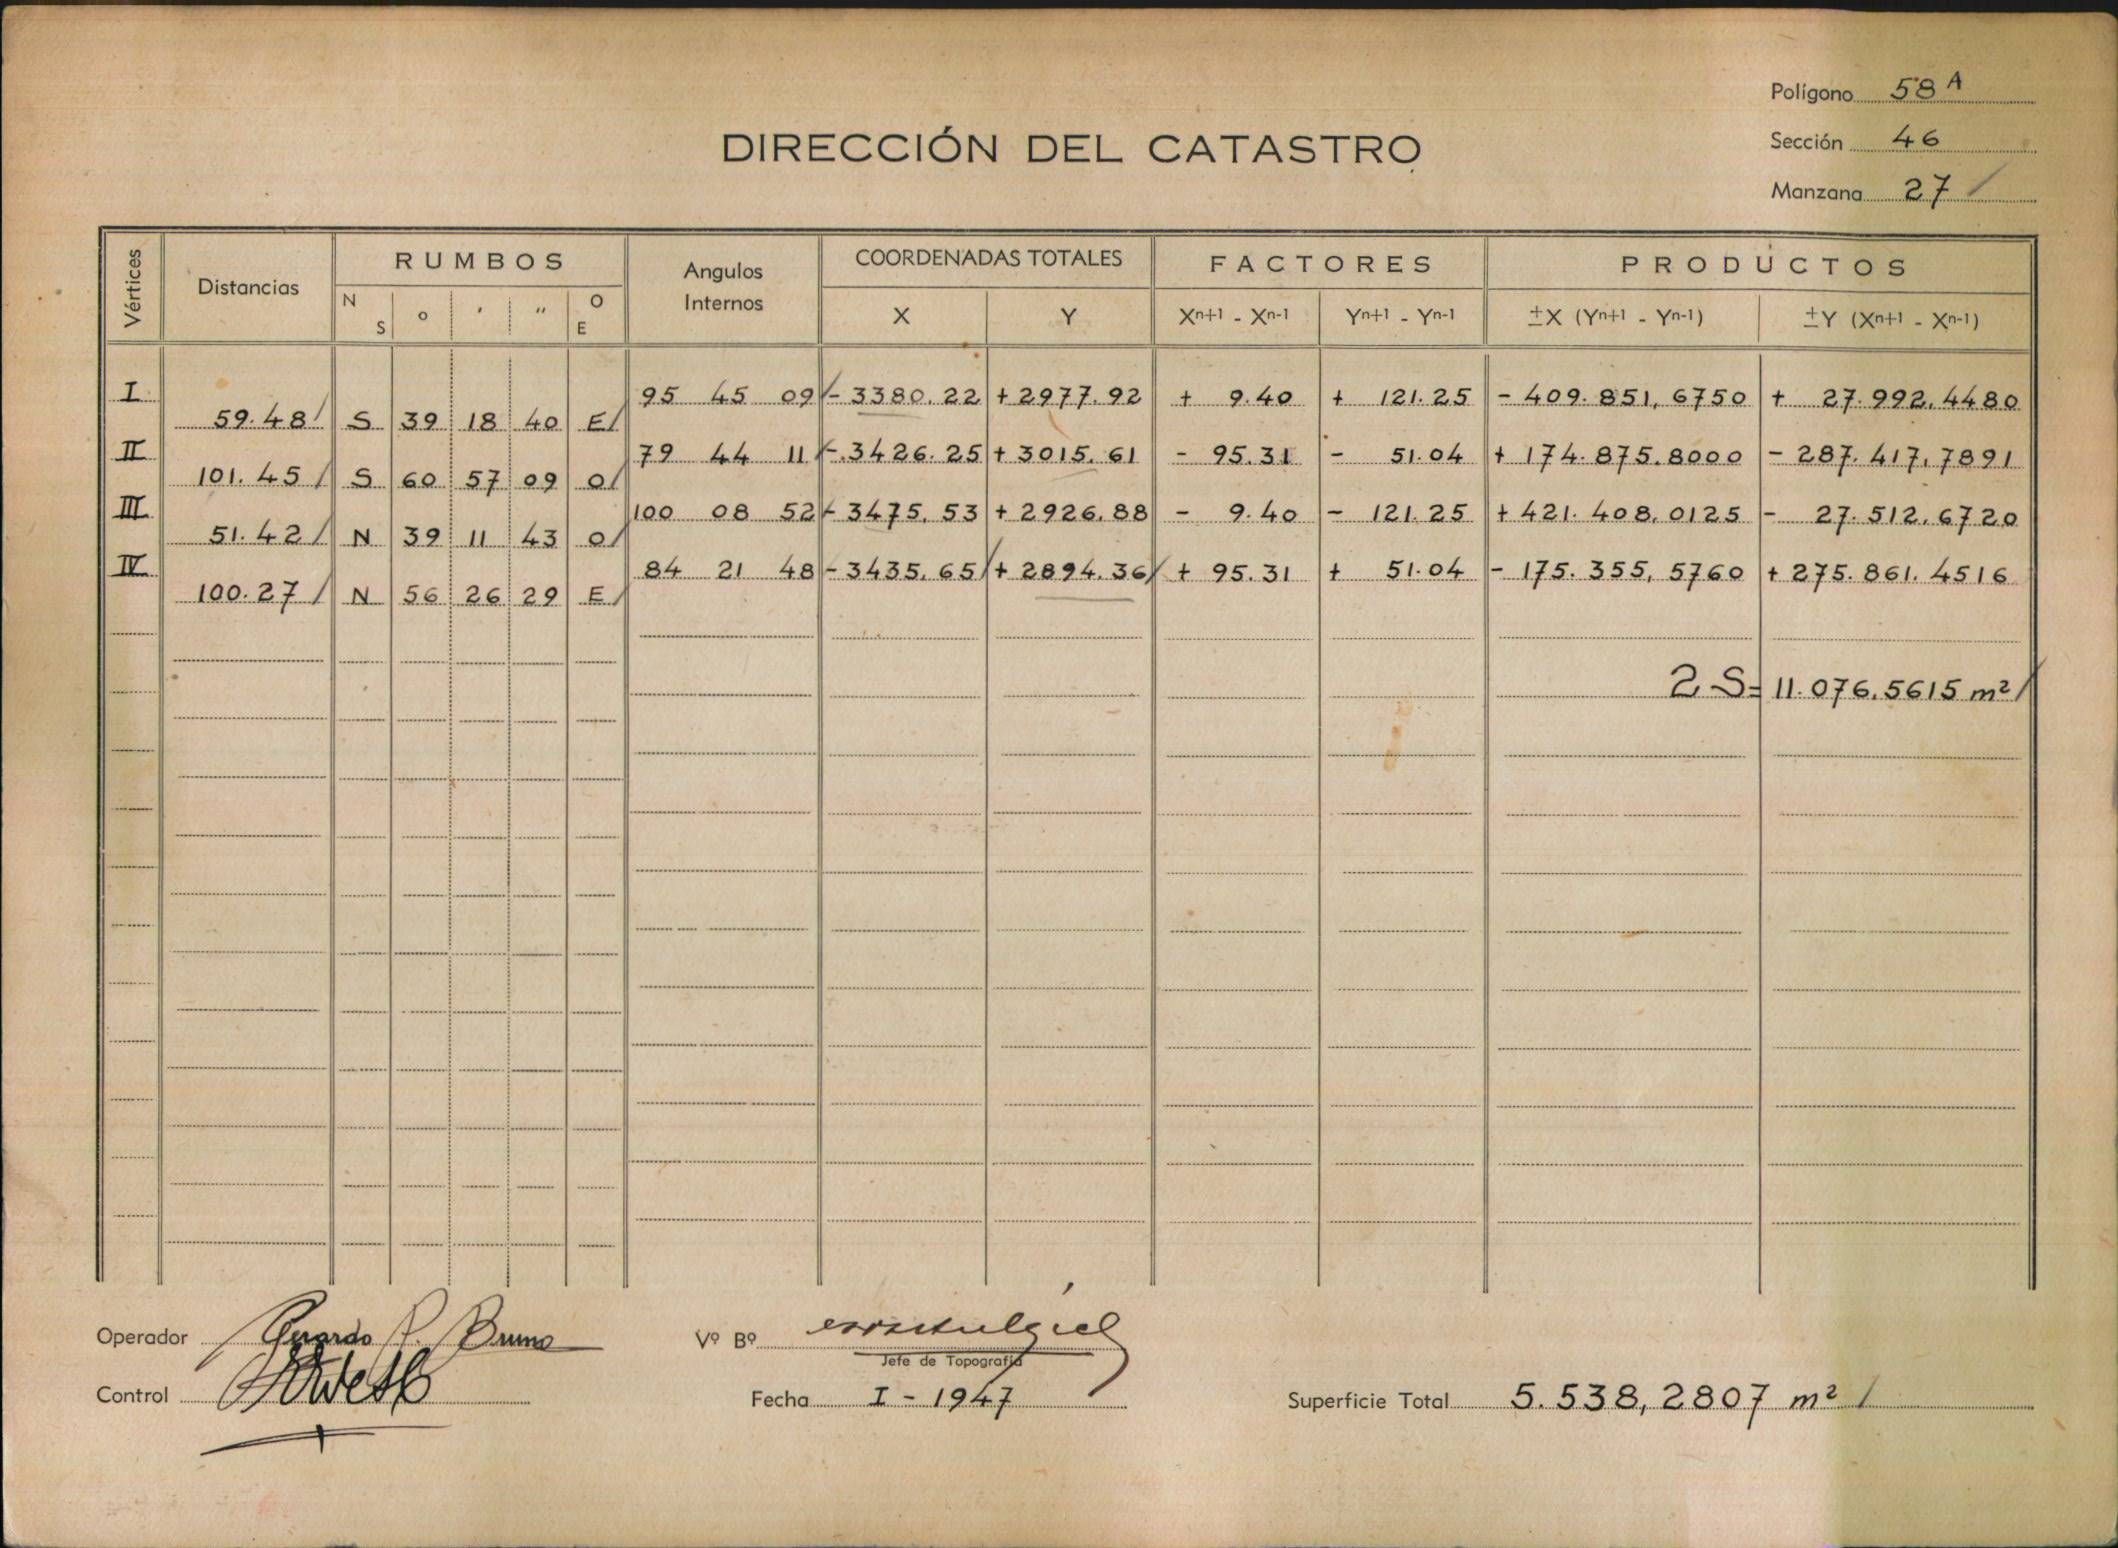 Polígono 58 A
DIRECCIÓN DEL CATASTRO
Sección 46
Manzana 27 /
Vértices Distancias RUMBOS Angulos Internos COORDENADAS TOTALES FACTORES PRODUCTOS
N S o ' " O E X Y Xn+1 - Xn-1 Yn+1 - Yn-1 ±X (Yn+1 - Yn-1) ±Y (Xn+1 - Xn-1)
I 95 45 09 - 3380.22 + 2977.92 + 9.40 + 121.25 - 409.851,6750 + 27.992,4480
59.48 / S 39 18 40 E /
II 79 44 11 - 3426.25 + 3015.61 - 95.31 - 51.04 + 174.875.8000 - 287.417,7891
101.45 / S 60 57 09 O /
III 100 08 52 - 3475.53 + 2926.88 - 9.40 - 121.25 + 421.408,0125 - 27.512,6720
51.42 / N 39 11 43 O /
IV 84 21 48 - 3435.65 / + 2894.36 / + 95.31 + 51.04 - 175.355,5760 + 275.861.4516
100.27 / N 56 26 29 E /
2 S = 11.076,5615 m² /
Operador Gerardo P. Bruno Vº Bº
Jefe de Topografía
Control Fecha I - 1947 Superficie Total 5.538,2807 m² /